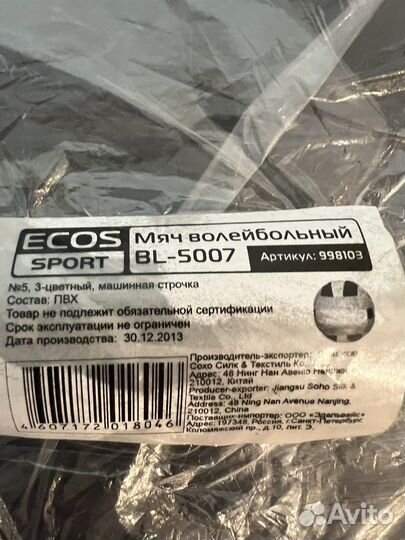 ECOS
SPORT
Мяч волейбольный
BL-5007
Артикул: 998103
№5, 3-цветный, машинная строчка
Состав: ПВХ
Товар не подлежит обязательной сертификации
Срок эксплуатации не ограничен
Дата производства: 30.12.2013
Производитель-экспортер:
Сохо Силк & Текстиль Ко.,
Адрес: 48 Нинг Нан Авеню
210012, Китай
Producer-exporter: Jiangsu Soho Silk &
Textile Co., Ltd
Address: 48 Ning Nan Avenue Nanjing,
210012, China
Поставщик-импортер: ООО «Эдельвейс»
Адрес: 197348, Россия, г.Санкт-Петербург,
Коломяжский пр., д.10, лит. Э.
4607172018046
Avito